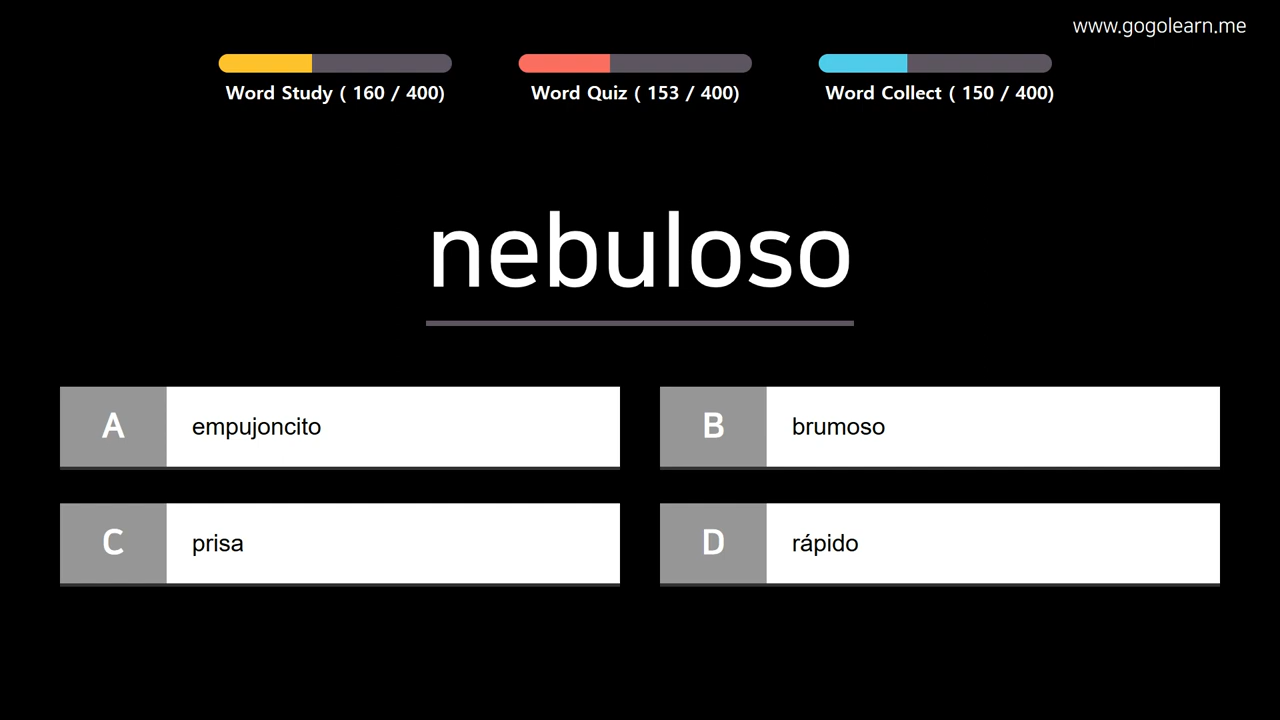 www.gogolearn.me
Word Study ( 160 / 400)
Word Quiz ( 153 / 400)
Word Collect ( 150 / 400)
nebuloso
A empujoncito
B brumoso
C prisa
D rápido